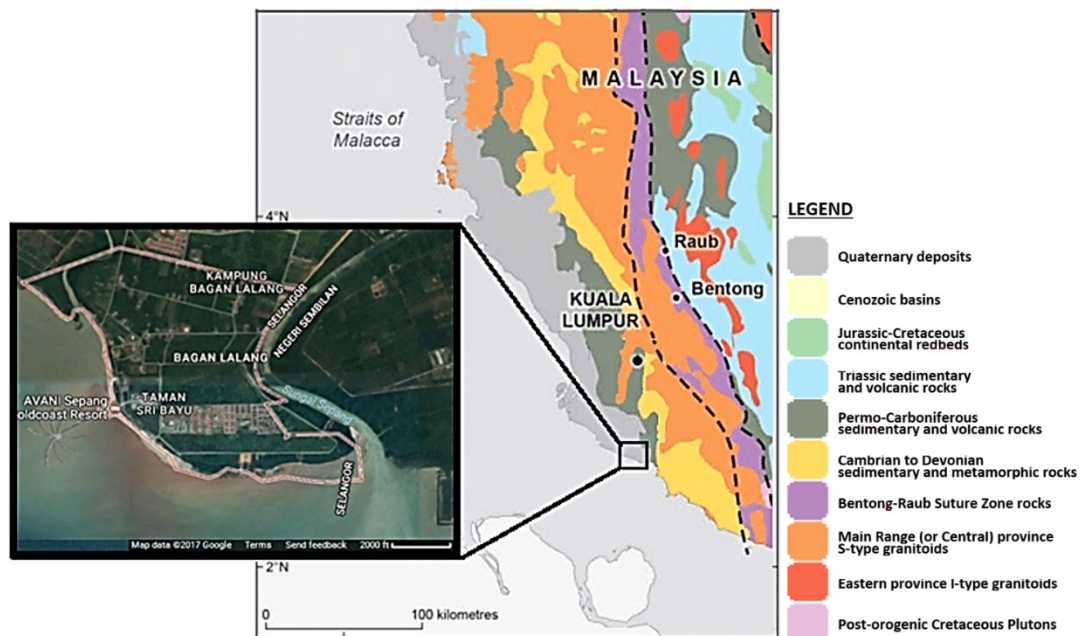 MALAYSIA
Straits of
Malacca
4°N
Raub
Bentong
KUALA
LUMPUR
2°N
0 100 kilometres
KAMPUNG
BAGAN LALANG
SELANGOR
NEGERI SEMBILAN
BAGAN LALANG
Sungai Sepang
AVANI Sepang
oldcoast Resort
TAMAN
SRI BAYU
SELANGOR
Map data ©2017 Google Terms Send feedback 2000 ft
LEGEND
Quaternary deposits
Cenozoic basins
Jurassic-Cretaceous
continental redbeds
Triassic sedimentary
and volcanic rocks
Permo-Carboniferous
sedimentary and volcanic rocks
Cambrian to Devonian
sedimentary and metamorphic rocks
Bentong-Raub Suture Zone rocks
Main Range (or Central) province
S-type granitoids
Eastern province I-type granitoids
Post-orogenic Cretaceous Plutons